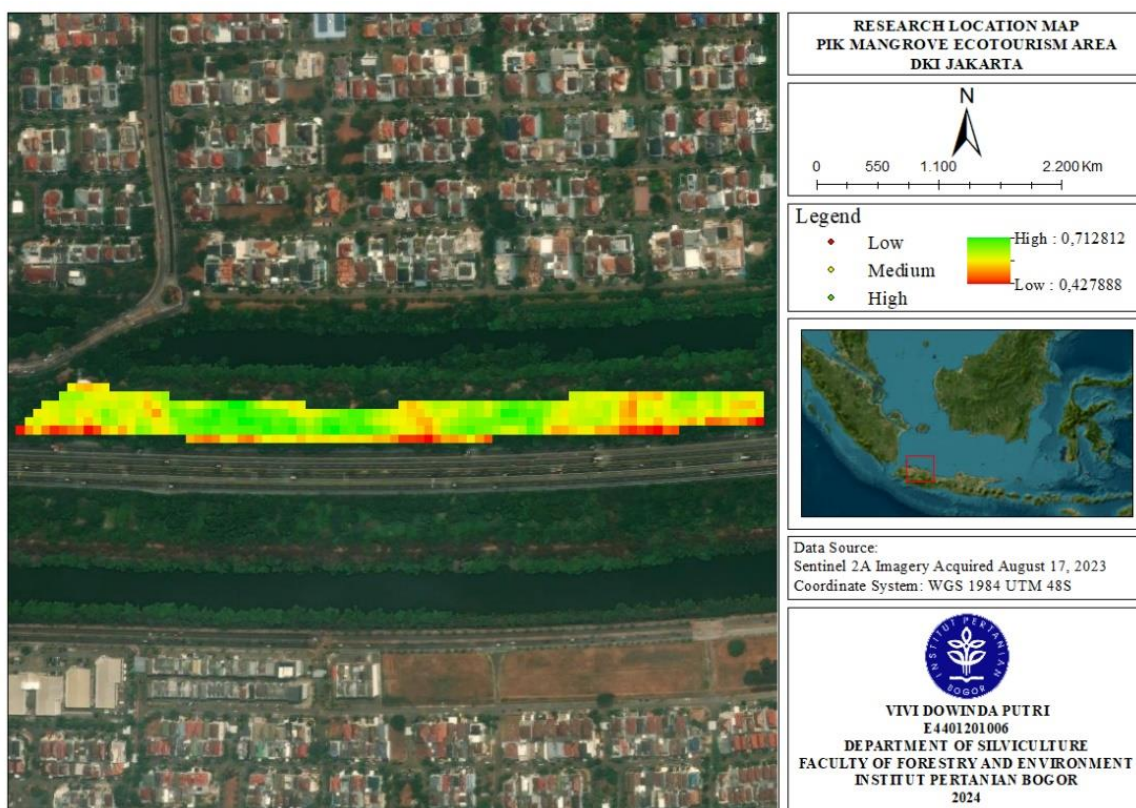 RESEARCH LOCATION MAP
PIK MANGROVE ECOTOURISM AREA
DKI JAKARTA
N
0 550 1.100 2.200 Km
Legend
Low
Medium
High
High : 0,712812
Low : 0,427888
Data Source:
Sentinel 2A Imagery Acquired August 17, 2023
Coordinate System: WGS 1984 UTM 48S
INSTITUT PERTANIAN
BOGOR
VIVI DOWINDA PUTRI
E4401201006
DEPARTMENT OF SILVICULTURE
FACULTY OF FORESTRY AND ENVIRONMENT
INSTITUT PERTANIAN BOGOR
2024